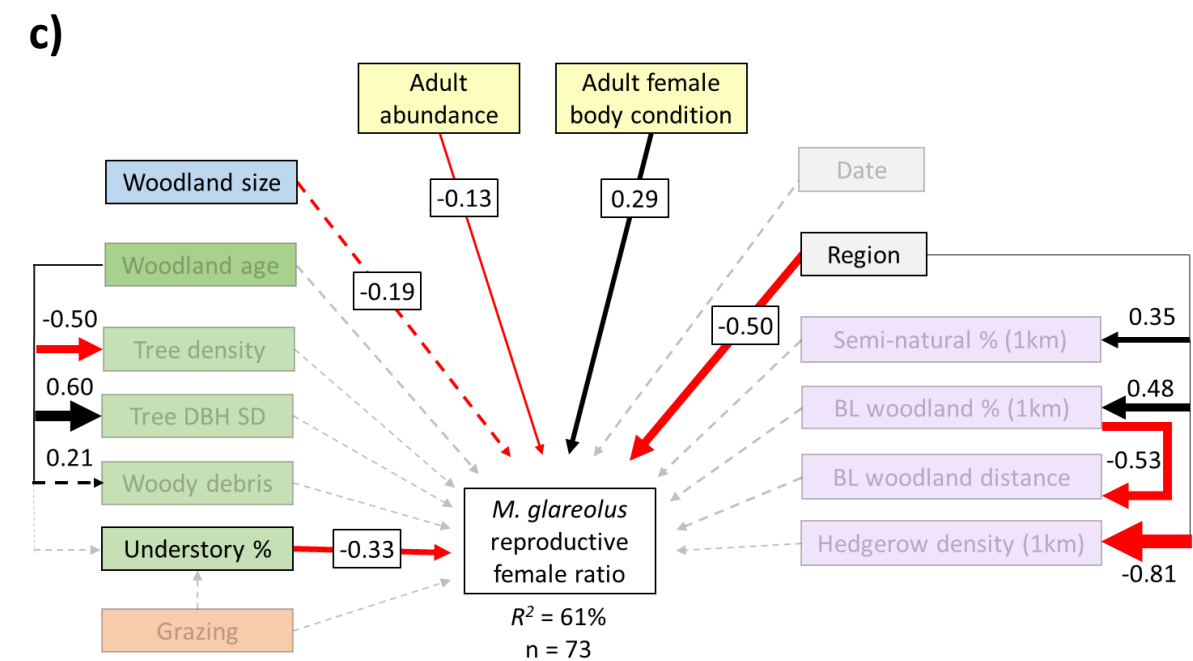 c)
Adult
abundance
Adult female
body condition
Woodland size
Date
-0.13
0.29
Woodland age
Region
-0.19
-0.50
-0.50
Tree density
0.35
Semi-natural % (1km)
0.60
Tree DBH SD
0.48
BL woodland % (1km)
0.21
Woody debris
-0.53
BL woodland distance
Understory %
-0.33
M. glareolus
reproductive
female ratio
Hedgerow density (1km)
-0.81
Grazing
R² = 61%
n = 73